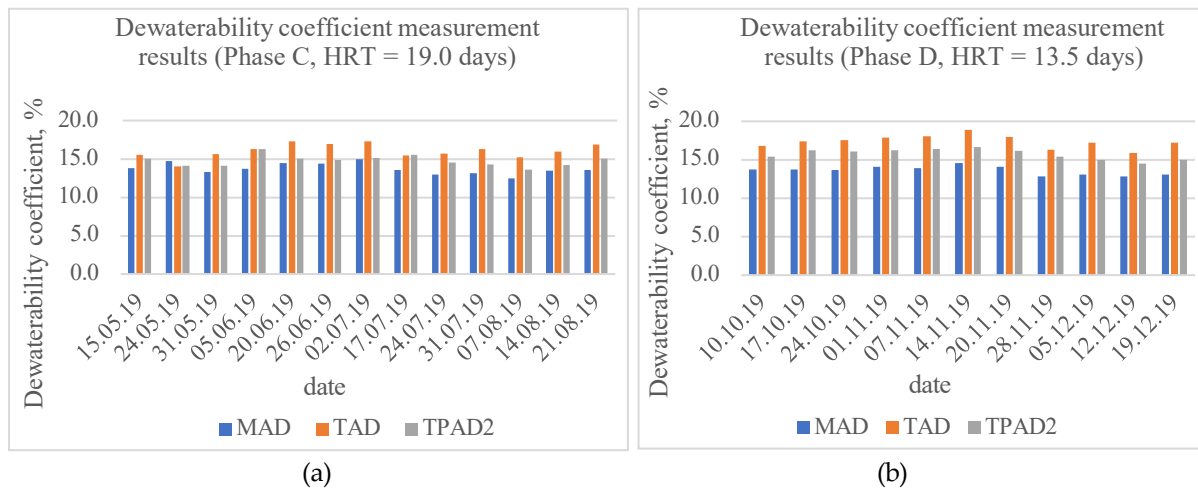 Dewaterability coefficient measurement
results (Phase C, HRT = 19.0 days)
Dewaterability coefficient, %
20.0
15.0
10.0
5.0
0.0
15.05.19
24.05.19
31.05.19
05.06.19
20.06.19
26.06.19
02.07.19
17.07.19
24.07.19
31.07.19
07.08.19
14.08.19
21.08.19
date
MAD TAD TPAD2
(a)
Dewaterability coefficient measurement
results (Phase D, HRT = 13.5 days)
Dewaterability coefficient, %
20.0
15.0
10.0
5.0
0.0
10.10.19
17.10.19
24.10.19
01.11.19
07.11.19
14.11.19
20.11.19
28.11.19
05.12.19
12.12.19
19.12.19
date
MAD TAD TPAD2
(b)